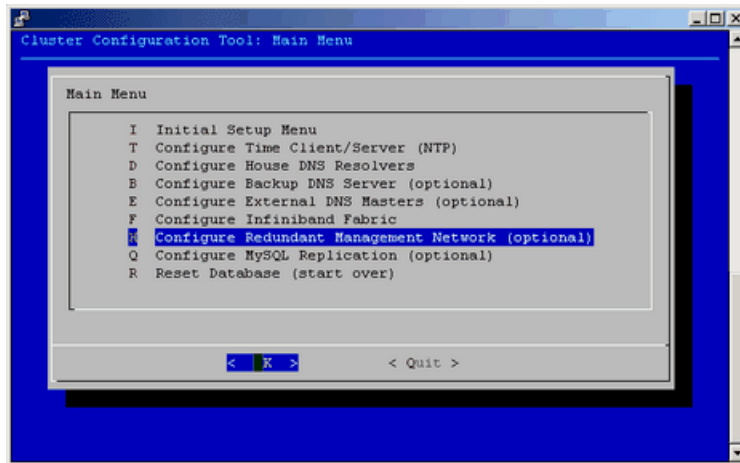 Cluster Configuration Tool: Main Menu
Main Menu
I Initial Setup Menu
T Configure Time Client/Server (NTP)
D Configure House DNS Resolvers
B Configure Backup DNS Server (optional)
E Configure External DNS Masters (optional)
F Configure Infiniband Fabric
Configure Redundant Management Network (optional)
Q Configure MySQL Replication (optional)
R Reset Database (start over)
< K > < Quit >